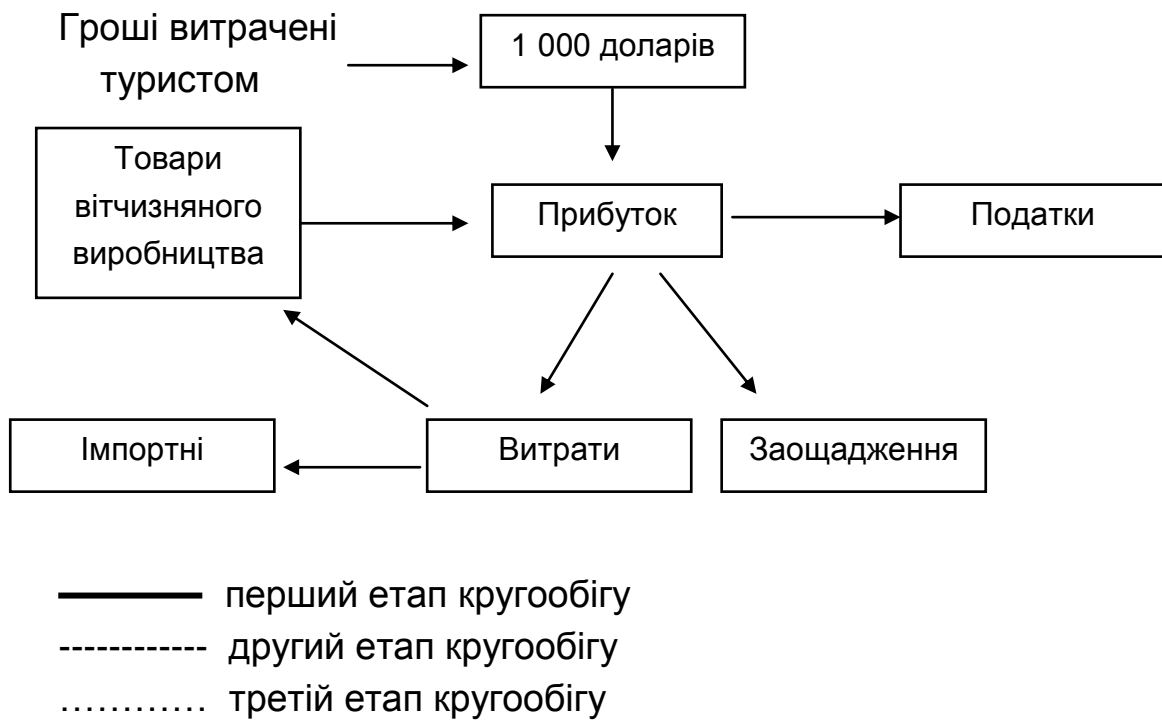 Гроші витрачені
туристом
1 000 доларів
Товари
вітчизняного
виробництва
Прибуток
Податки
Імпортні
Витрати
Заощадження
перший етап кругообігу
другий етап кругообігу
третій етап кругообігу